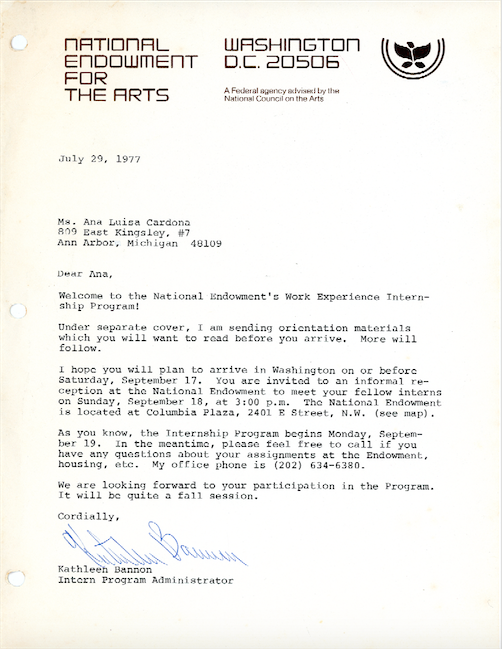 NATIONAL
ENDOWMENT
FOR
THE ARTS
WASHINGTON
D.C. 20506
A Federal agency advised by the
National Council on the Arts
July 29, 1977
Ms. Ana Luisa Cardona
809 East Kingsley, #7
Ann Arbor, Michigan 48109
Dear Ana,
Welcome to the National Endowment's Work Experience Intern-
ship Program!
Under separate cover, I am sending orientation materials
which you will want to read before you arrive. More will
follow.
I hope you will plan to arrive in Washington on or before
Saturday, September 17. You are invited to an informal re-
ception at the National Endowment to meet your fellow interns
on Sunday, September 18, at 3:00 p.m. The National Endowment
is located at Columbia Plaza, 2401 E Street, N.W. (see map).
As you know, the Internship Program begins Monday, Septem-
ber 19. In the meantime, please feel free to call if you
have any questions about your assignments at the Endowment,
housing, etc. My office phone is (202) 634-6380.
We are looking forward to your participation in the Program.
It will be quite a fall session.
Cordially,
Kathleen Bannon
Kathleen Bannon
Intern Program Administrator